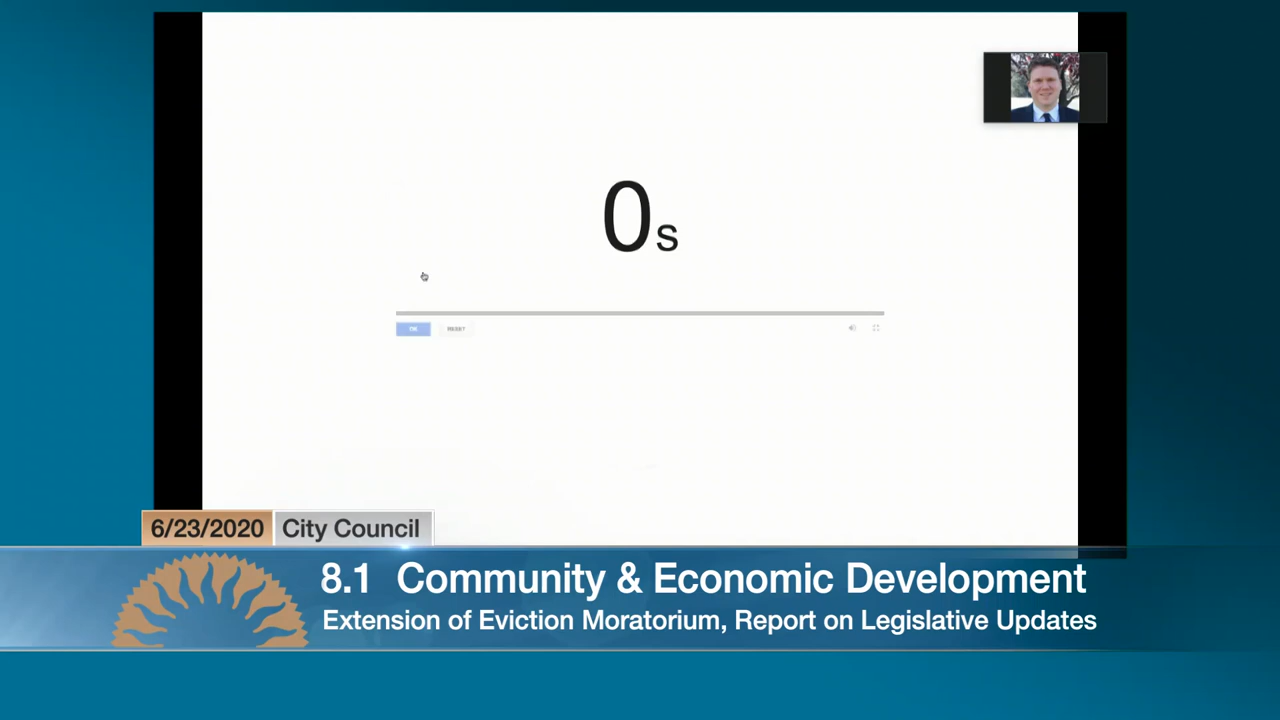 0s
OK
RESET
6/23/2020
City Council
8.1 Community & Economic Development
Extension of Eviction Moratorium, Report on Legislative Updates